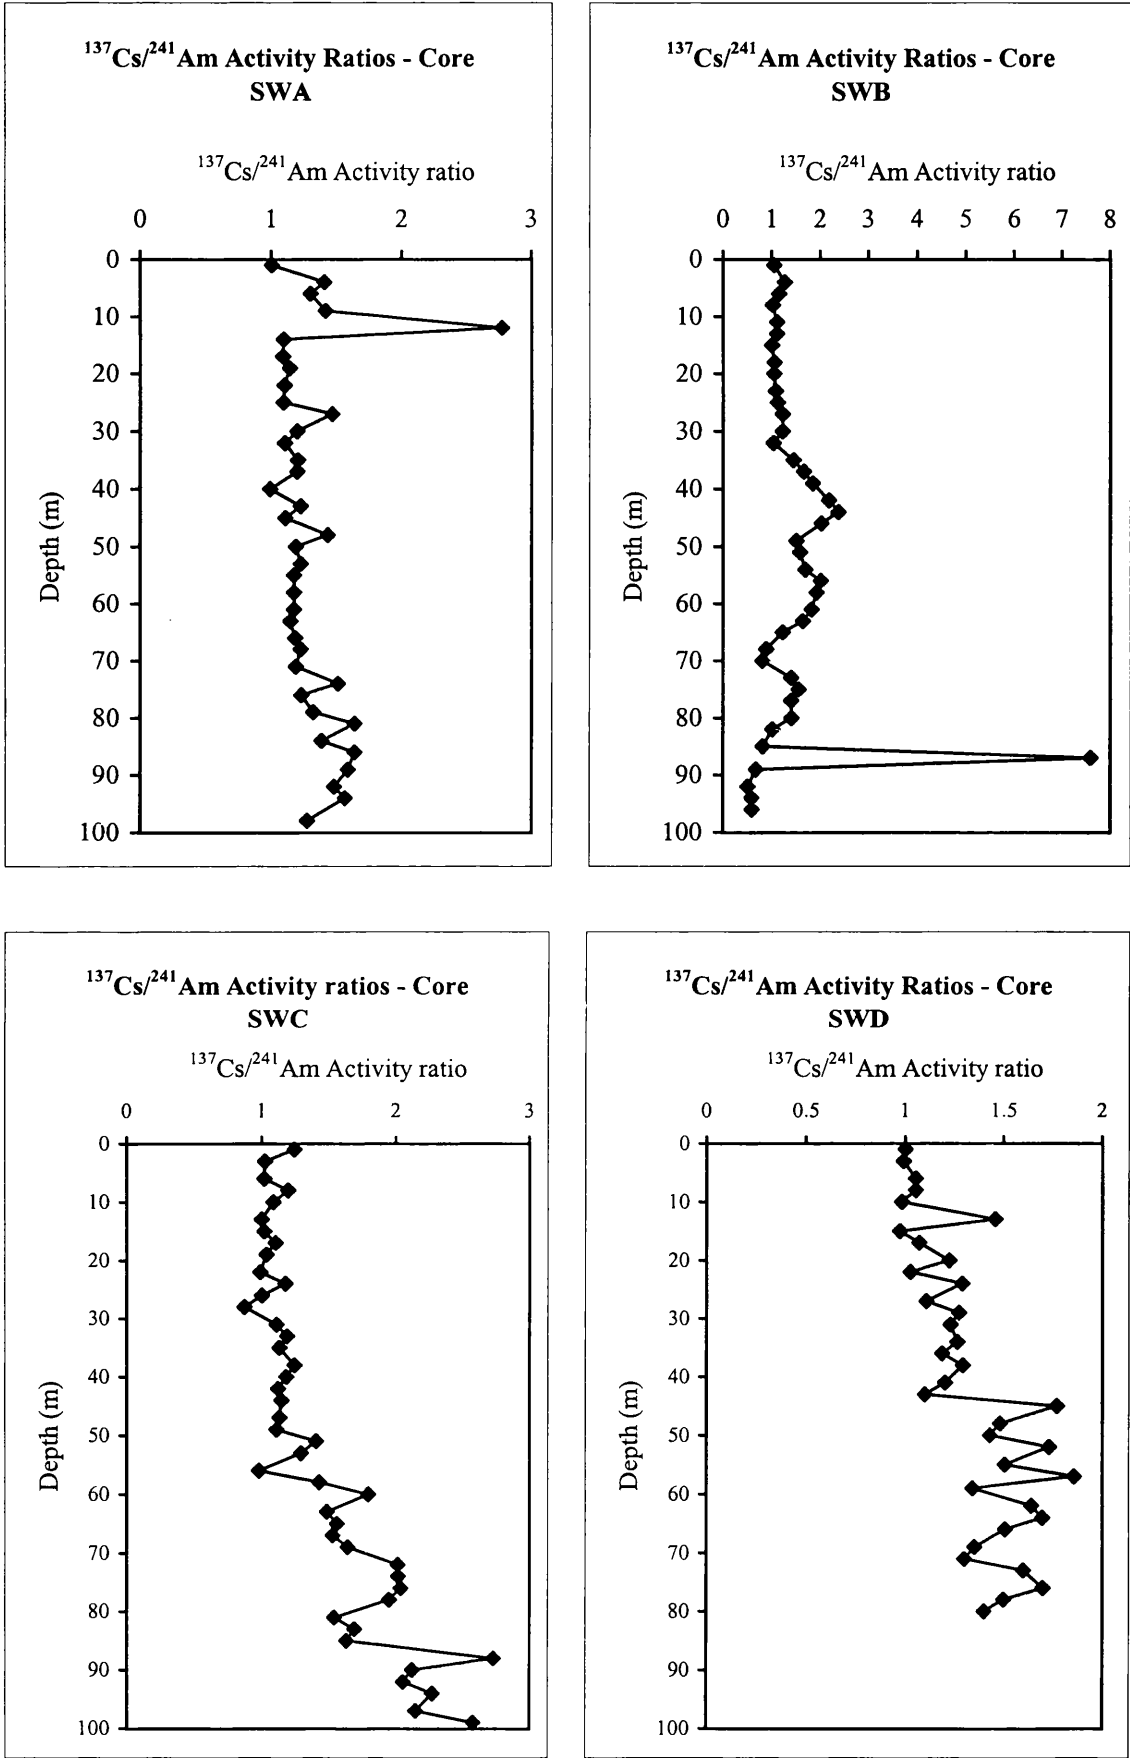 ¹³⁷Cs/²⁴¹Am Activity Ratios - Core
SWA
¹³⁷Cs/²⁴¹Am Activity ratio
0 1 2 3
0
10
20
30
40
50
60
70
80
90
100
Depth (m)
¹³⁷Cs/²⁴¹Am Activity Ratios - Core
SWB
¹³⁷Cs/²⁴¹Am Activity ratio
0 1 2 3 4 5 6 7 8
0
10
20
30
40
50
60
70
80
90
100
Depth (m)
¹³⁷Cs/²⁴¹Am Activity ratios - Core
SWC
¹³⁷Cs/²⁴¹Am Activity ratio
0 1 2 3
0
10
20
30
40
50
60
70
80
90
100
Depth (m)
¹³⁷Cs/²⁴¹Am Activity Ratios - Core
SWD
¹³⁷Cs/²⁴¹Am Activity ratio
0 0.5 1 1.5 2
0
10
20
30
40
50
60
70
80
90
100
Depth (m)